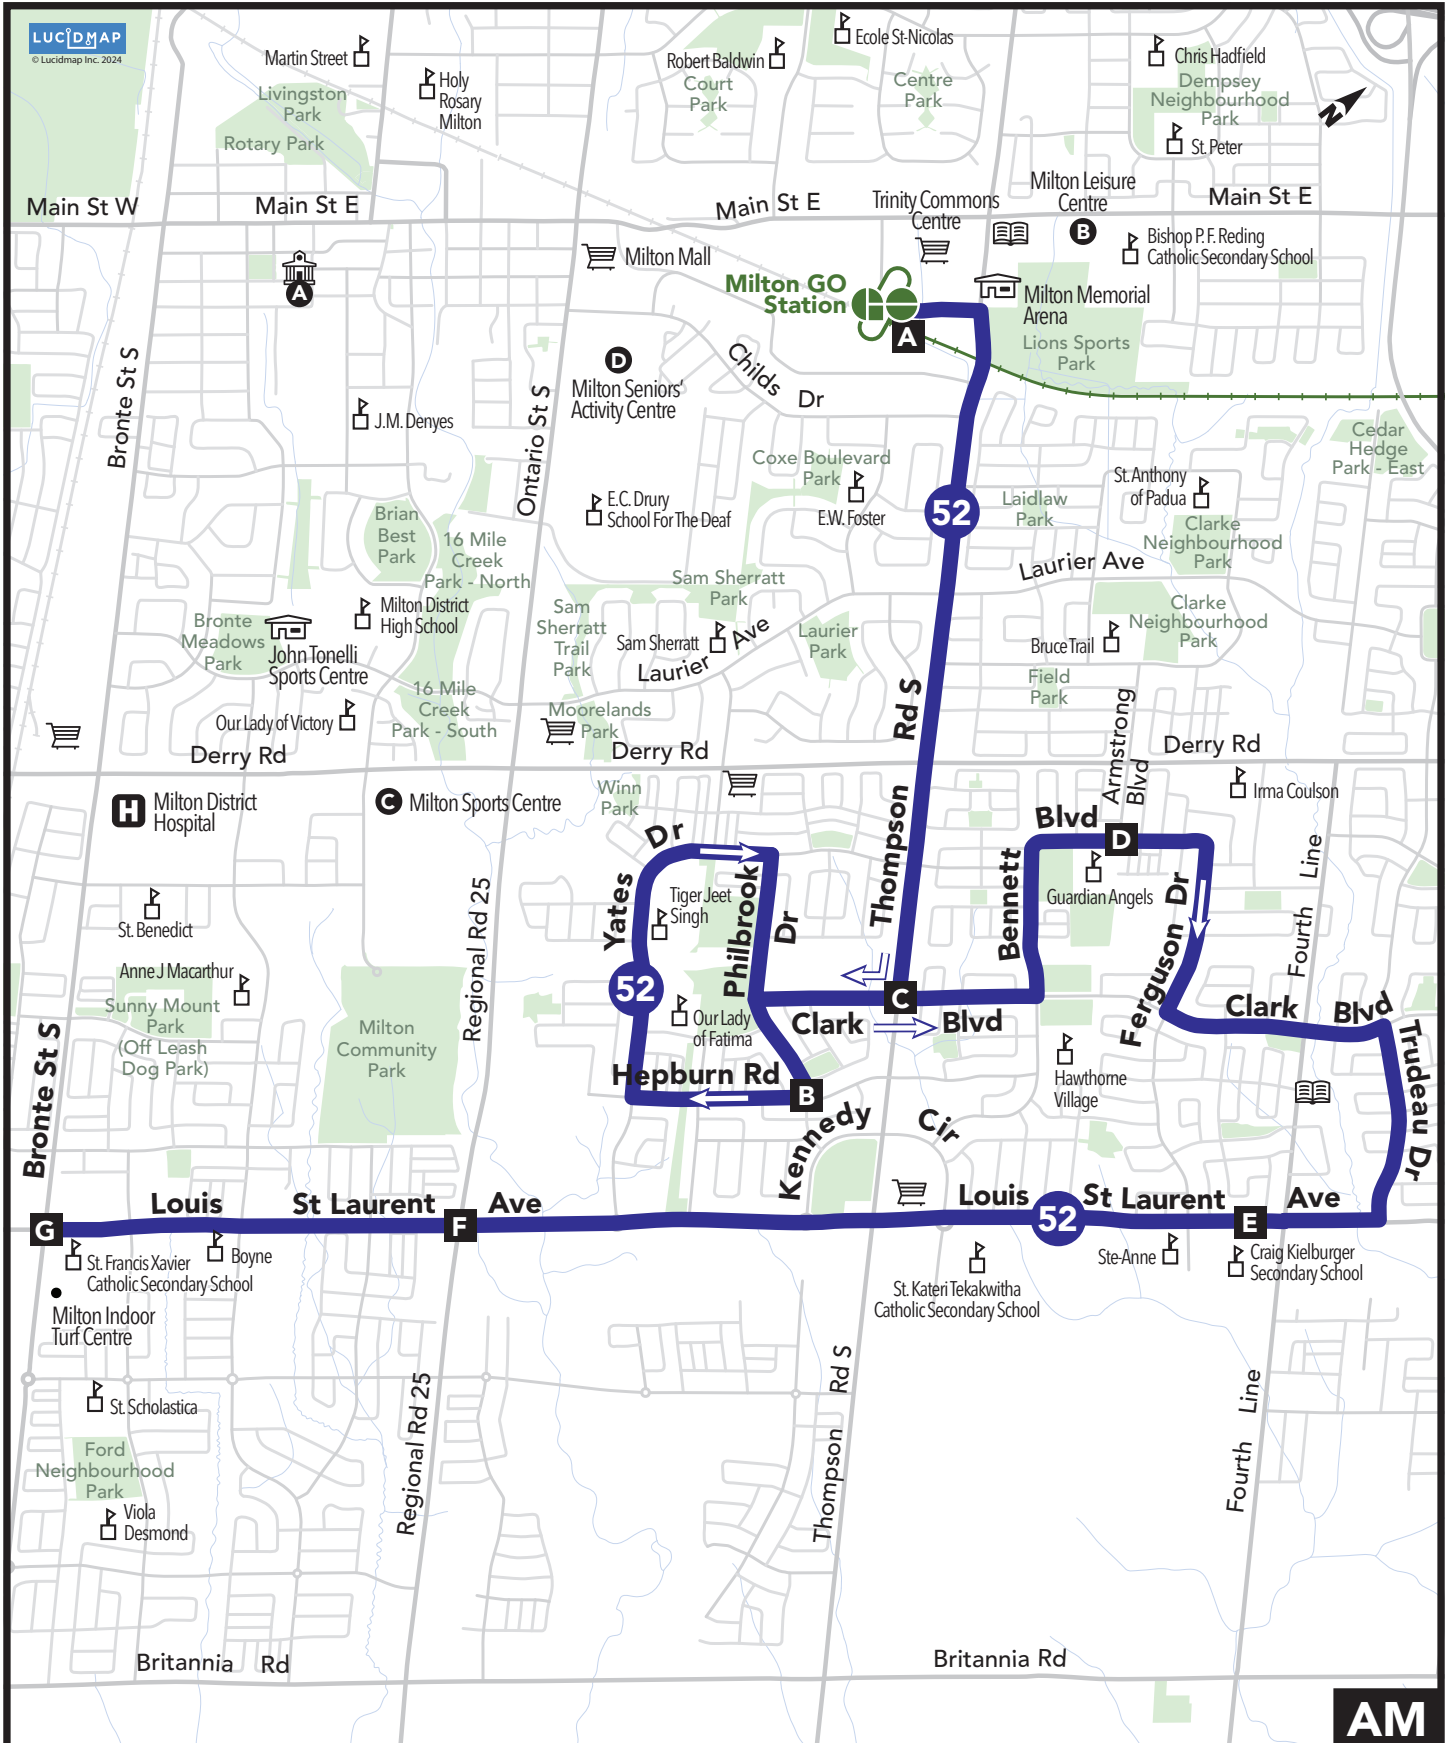 LUCIDMAP
© Lucidmap Inc. 2024
Martin Street
Holy
Rosary
Milton
Livingston
Park
Rotary Park
Robert Baldwin
Court
Park
Ecole St-Nicolas
Centre
Park
Chris Hadfield
Dempsey
Neighbourhood
Park
St. Peter
N
Main St W
Main St E
Main St E
Main St E
Trinity Commons
Centre
Milton Leisure
Centre
B
Bishop P. F. Reding
Catholic Secondary School
A
Milton Mall
Milton GO
Station
A
Milton Memorial
Arena
Lions Sports
Park
Bronte St S
Ontario St S
D
Milton Seniors'
Activity Centre
Childs Dr
J.M. Denyes
Cedar
Hedge
Park - East
Coxe Boulevard
Park
E.W. Foster
E.C. Drury
School For The Deaf
52
Laidlaw
Park
St. Anthony
of Padua
Clarke
Neighbourhood
Park
Brian
Best
Park
16 Mile
Creek
Park - North
Laurier Ave
Sam Sherratt
Park
Sam
Sherratt
Trail
Park
Milton District
High School
Bronte
Meadows
Park
John Tonelli
Sports Centre
Sam Sherratt
Laurier Ave
Laurier
Park
Clarke
Neighbourhood
Park
Bruce Trail
Field
Park
16 Mile
Creek
Park - South
Our Lady of Victory
Moorelands
Park
Thompson Rd S
Armstrong
Blvd
Derry Rd
Derry Rd
Derry Rd
H
Milton District
Hospital
C
Milton Sports Centre
Winn
Park
Irma Coulson
Yates Dr
Tiger Jeet
Singh
Philbrook Dr
Bennett Blvd
D
Guardian Angels
Ferguson Dr
Fourth Line
St. Benedict
Regional Rd 25
Anne J Macarthur
Sunny Mount
Park
(Off Leash
Dog Park)
Milton
Community
Park
52
Our Lady
of Fatima
C
Clark Blvd
Clark Blvd
Trudeau Dr
Hawthorne
Village
Hepburn Rd
B
Kennedy Cir
Bronte St S
Louis St Laurent Ave
Louis St Laurent Ave
G
F
52
E
St. Francis Xavier
Catholic Secondary School
Boyne
Milton Indoor
Turf Centre
St. Kateri Tekakwitha
Catholic Secondary School
Ste-Anne
Craig Kielburger
Secondary School
St. Scholastica
Regional Rd 25
Thompson Rd S
Fourth Line
Ford
Neighbourhood
Park
Viola
Desmond
Britannia Rd
Britannia Rd
AM